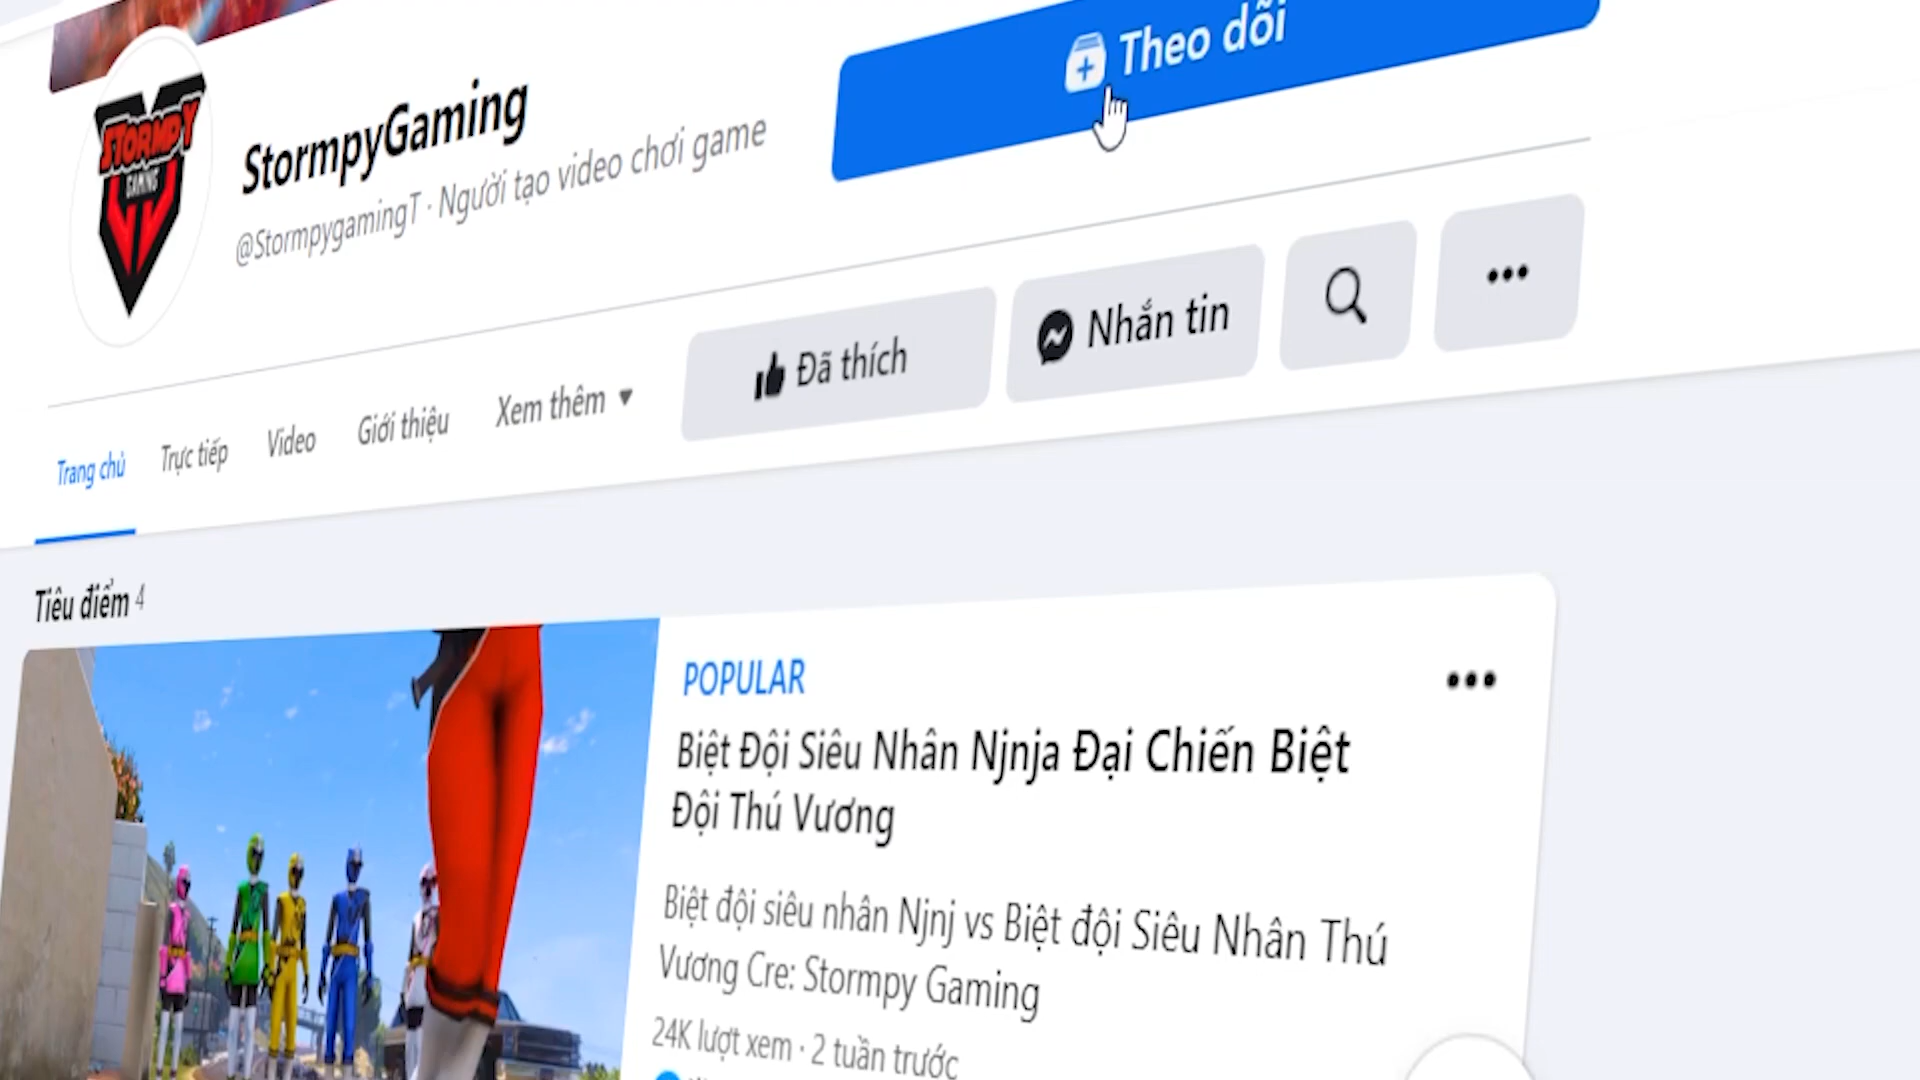 Theo dõi
STORMPY
GAMING
StormpyGaming
@StormpygamingT · Người tạo video chơi game
Đã thích
Nhắn tin
Trang chủ
Trực tiếp
Video
Giới thiệu
Xem thêm
Tiêu điểm 4
POPULAR
Biệt Đội Siêu Nhân Njnja Đại Chiến Biệt
Đội Thú Vương
Biệt đội siêu nhân Njnj vs Biệt đội Siêu Nhân Thú
Vương Cre: Stormpy Gaming
24K lượt xem · 2 tuần trước